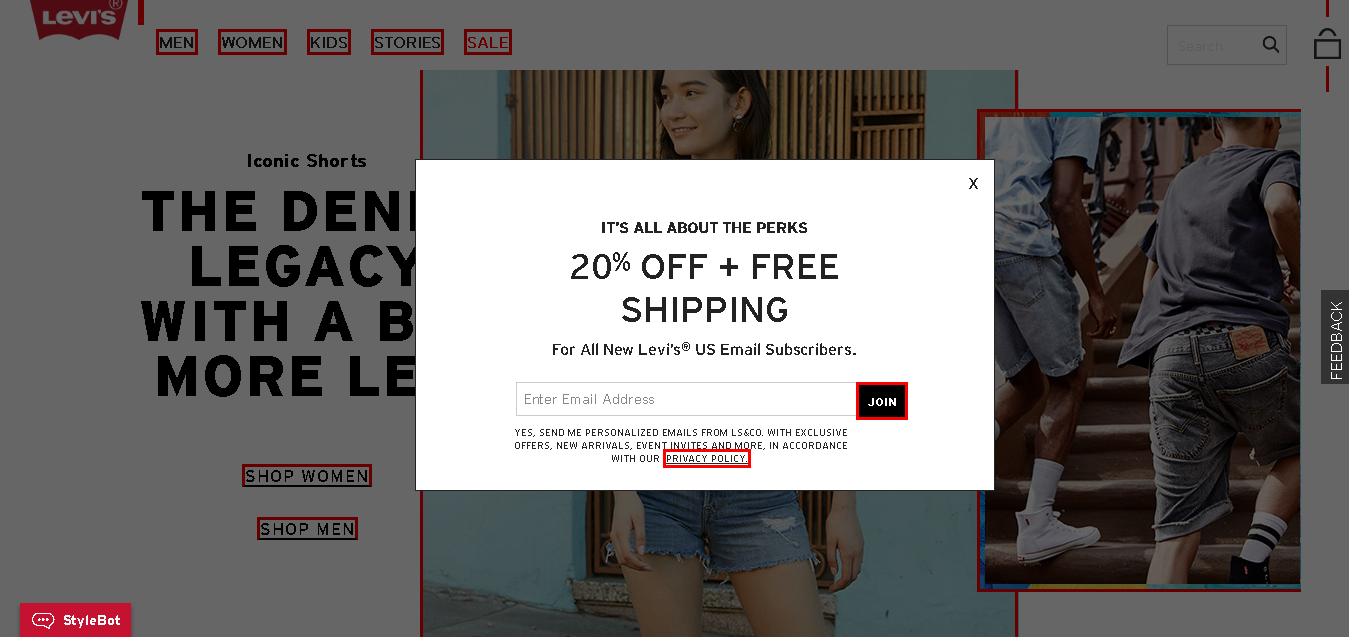 Levi's®
MEN WOMEN KIDS STORIES SALE
Search
Iconic Shorts
THE DENI
LEGACY
WITH A B
MORE LE
SHOP WOMEN
SHOP MEN
X
IT'S ALL ABOUT THE PERKS
20% OFF + FREE
SHIPPING
For All New Levi's® US Email Subscribers.
Enter Email Address
JOIN
YES, SEND ME PERSONALIZED EMAILS FROM LS&CO. WITH EXCLUSIVE
OFFERS, NEW ARRIVALS, EVENT INVITES AND MORE, IN ACCORDANCE
WITH OUR PRIVACY POLICY.
FEEDBACK
StyleBot